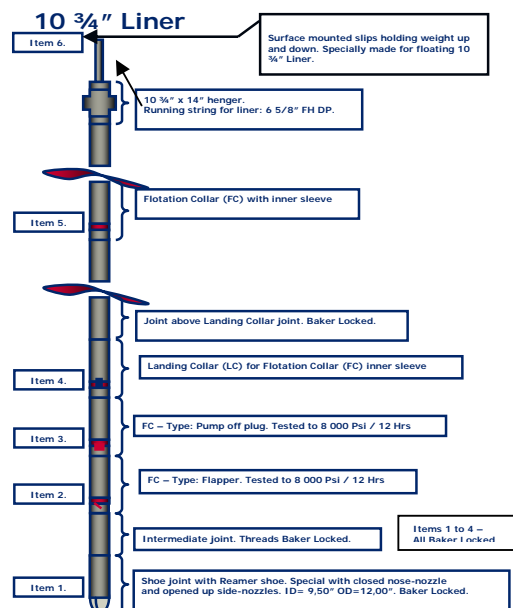 10 ¾” Liner
Item 6.
Surface mounted slips holding weight up
and down. Specially made for floating 10
¾” Liner.
10 ¾” x 14” henger.
Running string for liner: 6 5/8” FH DP.
Flotation Collar (FC) with inner sleeve
Item 5.
Joint above Landing Collar joint. Baker Locked.
Landing Collar (LC) for Flotation Collar (FC) inner sleeve
Item 4.
FC – Type: Pump off plug. Tested to 8 000 Psi / 12 Hrs
Item 3.
FC – Type: Flapper. Tested to 8 000 Psi / 12 Hrs
Item 2.
Intermediate joint. Threads Baker Locked.
Items 1 to 4 –
All Baker Locked
Item 1.
Shoe joint with Reamer shoe. Special with closed nose-nozzle
and opened up side-nozzles. ID= 9,50” OD=12,00”. Baker Locked.